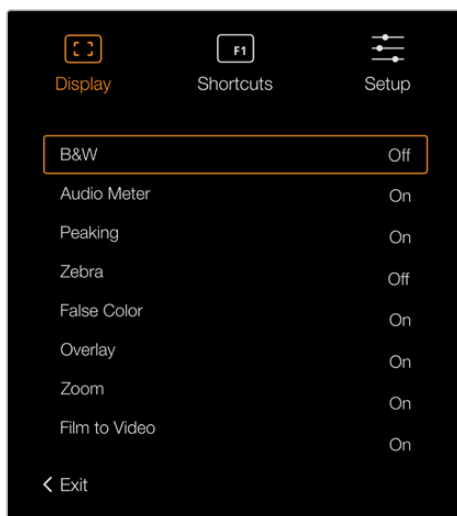 F1
Display Shortcuts Setup
B&W Off
Audio Meter On
Peaking On
Zebra Off
False Color On
Overlay On
Zoom On
Film to Video On
Exit